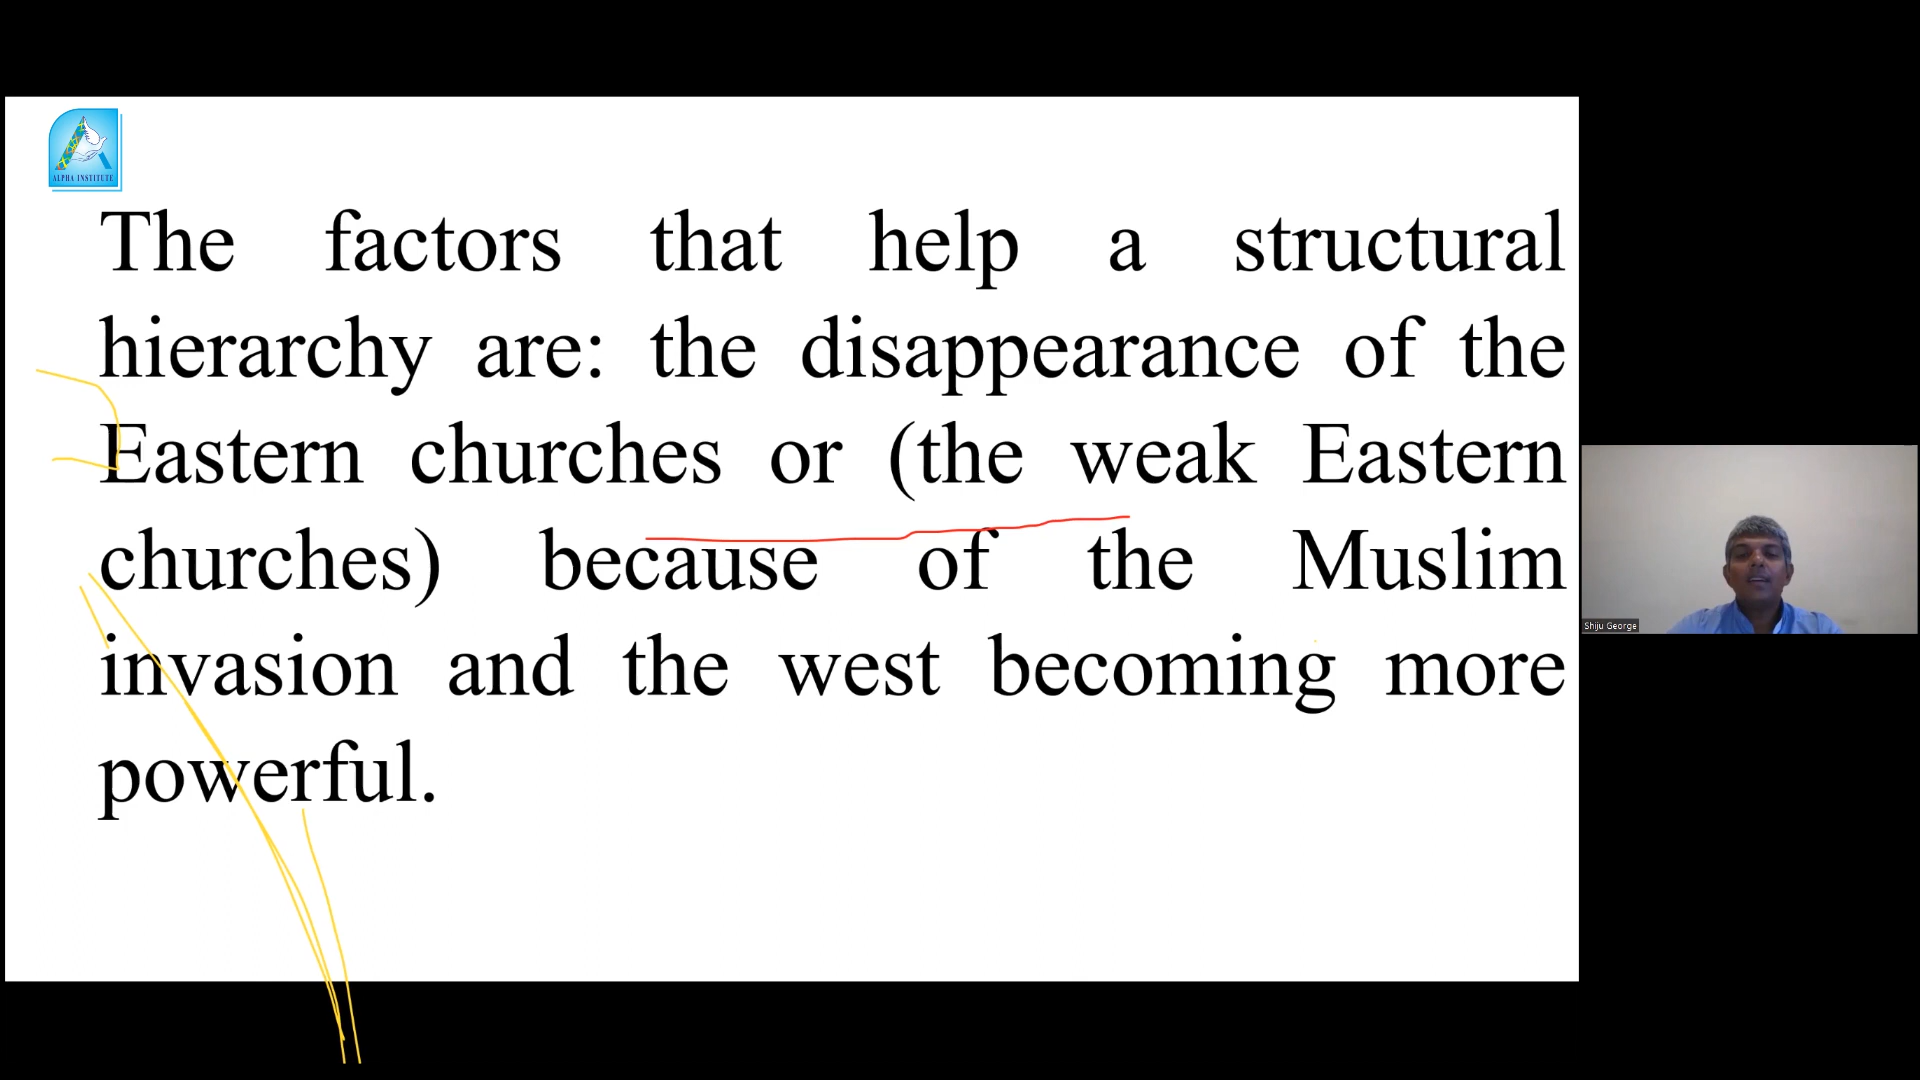 ALPHA INSTITUTE
The factors that help a structural
hierarchy are: the disappearance of the
Eastern churches or (the weak Eastern
churches) because of the Muslim
invasion and the west becoming more
powerful.
Shiju George